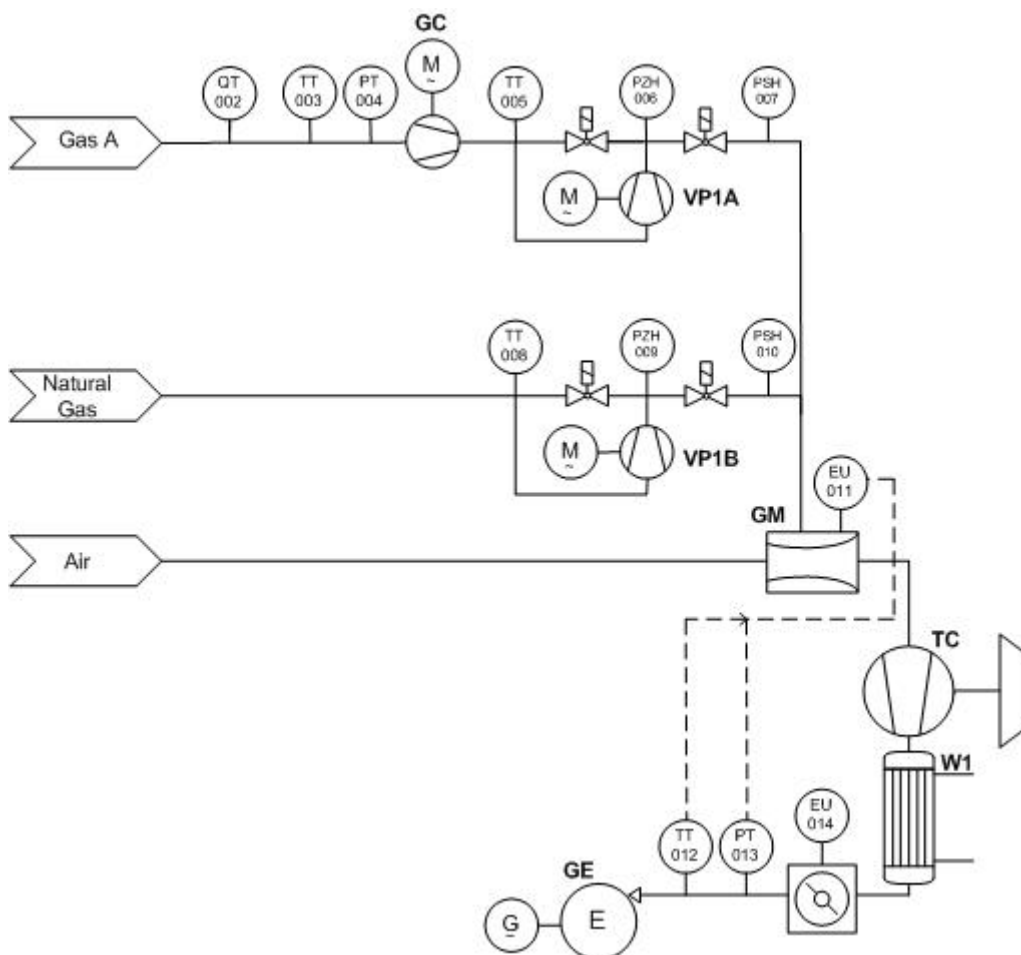 GC
M
~
QT
002
TT
003
PT
004
TT
005
PZH
006
PSH
007
Gas A
M
~
VP1A
TT
008
PZH
009
PSH
010
Natural
Gas
M
~
VP1B
EU
011
GM
Air
TC
W1
EU
014
TT
012
PT
013
GE
G
~
E